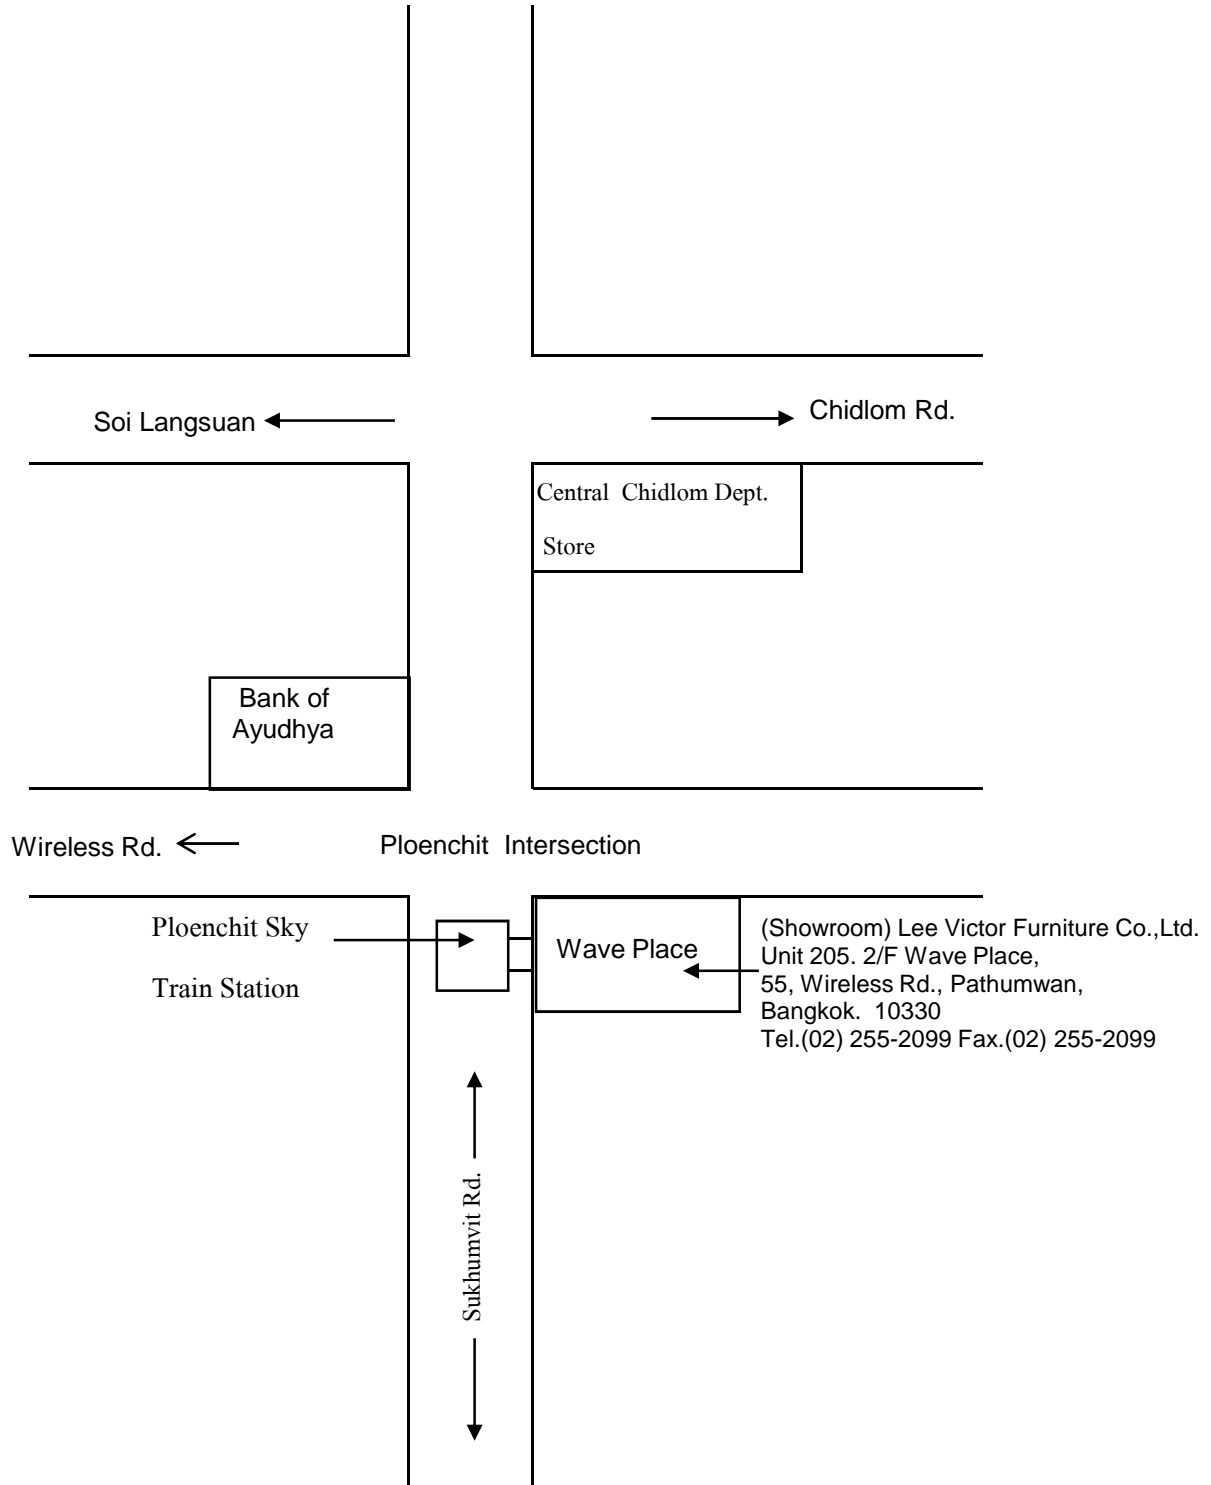 Soi Langsuan
Chidlom Rd.
Central Chidlom Dept.
Store
Bank of
Ayudhya
Wireless Rd.
Ploenchit Intersection
Ploenchit Sky
Train Station
Wave Place
(Showroom) Lee Victor Furniture Co.,Ltd.
Unit 205. 2/F Wave Place,
55, Wireless Rd., Pathumwan,
Bangkok. 10330
Tel.(02) 255-2099 Fax.(02) 255-2099
Sukhumvit Rd.